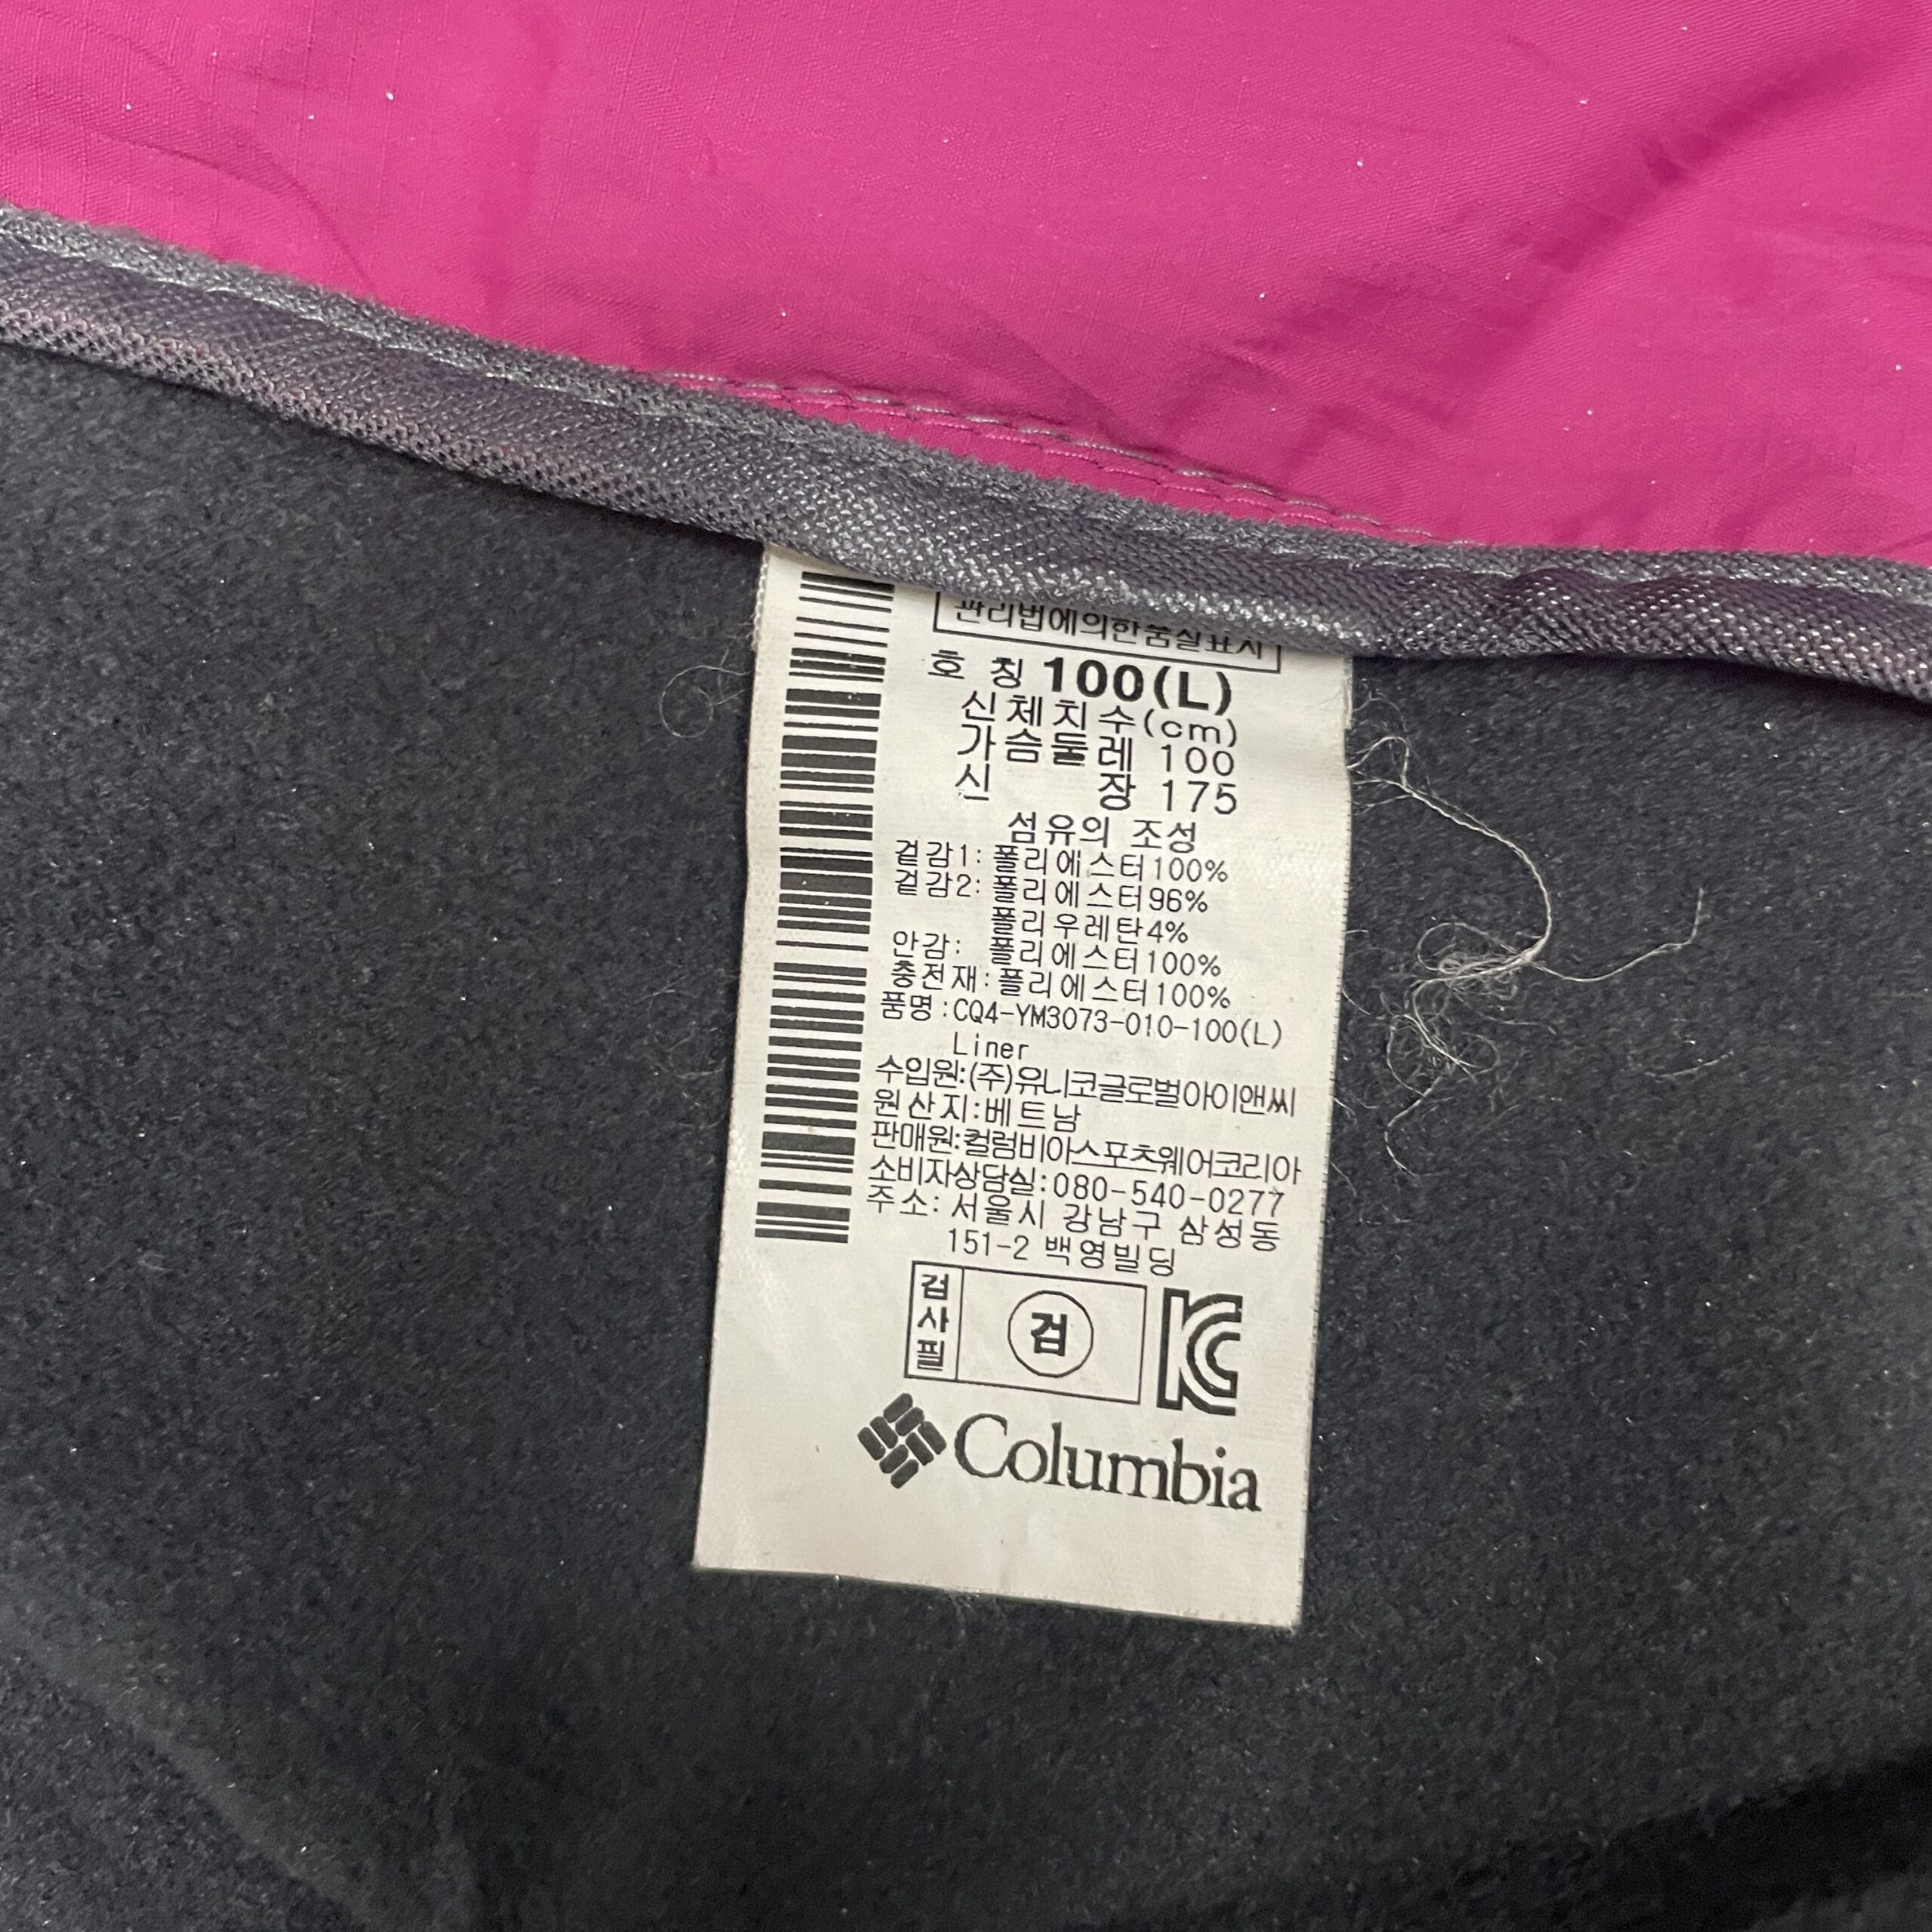 관리법에의한품질표시
호 칭 100(L)
신체치수(cm)
가슴둘레 100
신 장 175
섬유의 조성
겉감1: 폴리에스터100%
겉감2: 폴리에스터96%
폴리우레탄4%
안감: 폴리에스터100%
충전재:폴리에스터100%
품명:CQ4-YM3073-010-100(L)
Liner
수입원:(주)유니코글로벌아이앤씨
원산지:베트남
판매원:컬럼비아스포츠웨어코리아
소비자상담실:080-540-0277
주소: 서울시 강남구 삼성동
151-2 백영빌딩
검사필
검
KC
Columbia